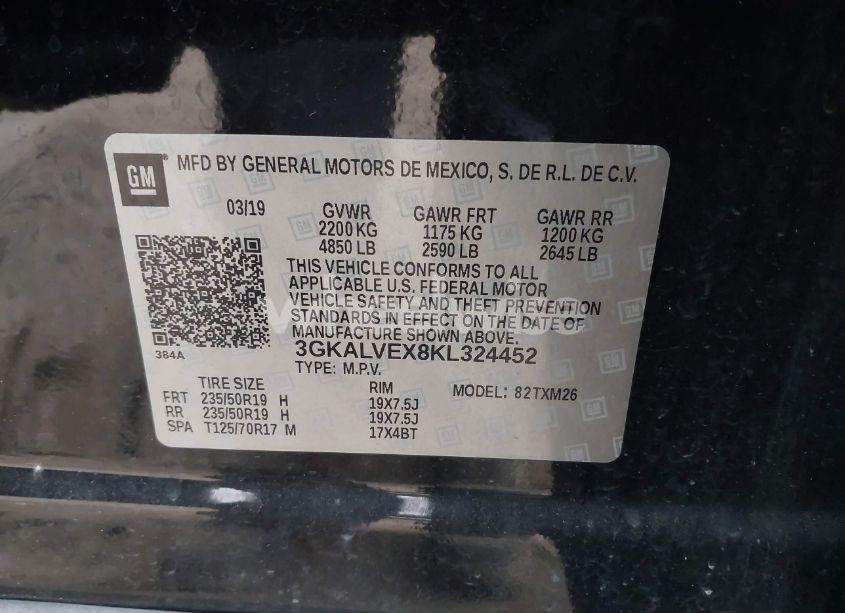 GM MFD BY GENERAL MOTORS DE MEXICO, S. DE R.L. DE C.V.
03/19 GVWR GAWR FRT GAWR RR
2200 KG 1175 KG 1200 KG
4850 LB 2590 LB 2645 LB
THIS VEHICLE CONFORMS TO ALL
APPLICABLE U.S. FEDERAL MOTOR
VEHICLE SAFETY AND THEFT PREVENTION
STANDARDS IN EFFECT ON THE DATE OF
MANUFACTURE SHOWN ABOVE.
384A 3GKALVEX8KL324452
TYPE: M.P.V.
TIRE SIZE RIM MODEL: 82TXM26
FRT 235/50R19 H 19X7.5J
RR 235/50R19 H 19X7.5J
SPA T125/70R17 M 17X4BT